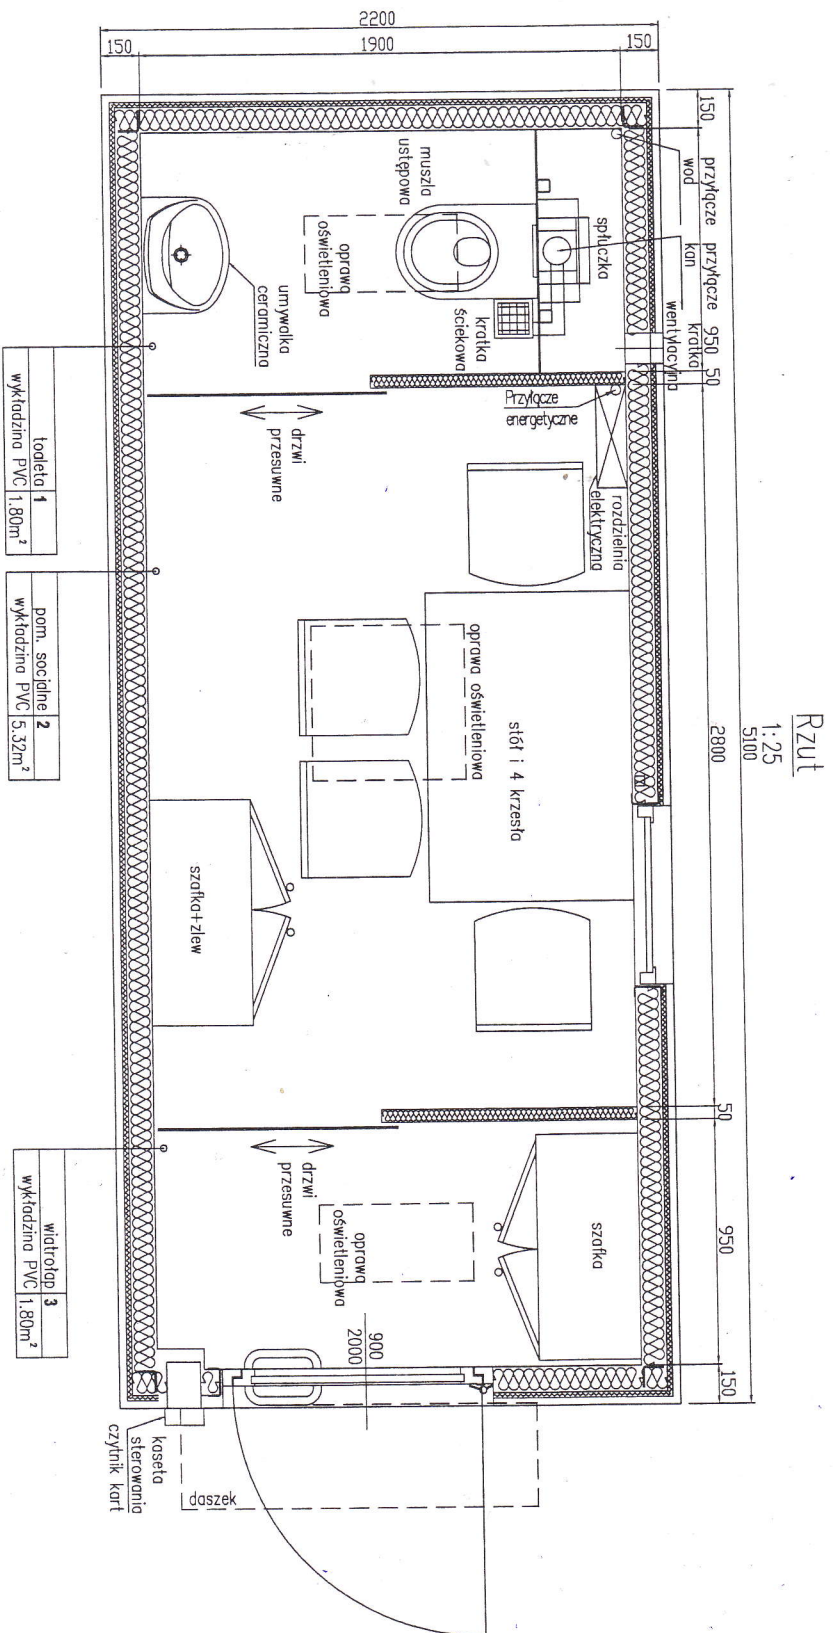 Rzut
1:25
5100
150
950
50
2800
50
950
150
2200
150
1900
150
przyłącze
wod
przyłącze
kan
kratka
wentylacyjna
spłuczka
muszla
ustępowa
kratka
ściekowa
oprawa
oświetleniowa
umywalka
ceramiczna
Przyłącze
energetyczne
rozdzielnia
elektryczna
drzwi
przesuwne
oprawa oświetleniowa
stół i 4 krzesła
szafka+zlew
drzwi
przesuwne
oprawa
oświetleniowa
szafka
900
2000
kaseta
sterowania
czytnik kart
daszek
toaleta 1
wykładzina PVC 1.80m²
pom. socjalne 2
wykładzina PVC 5.32m²
wiatrołap 3
wykładzina PVC 1.80m²